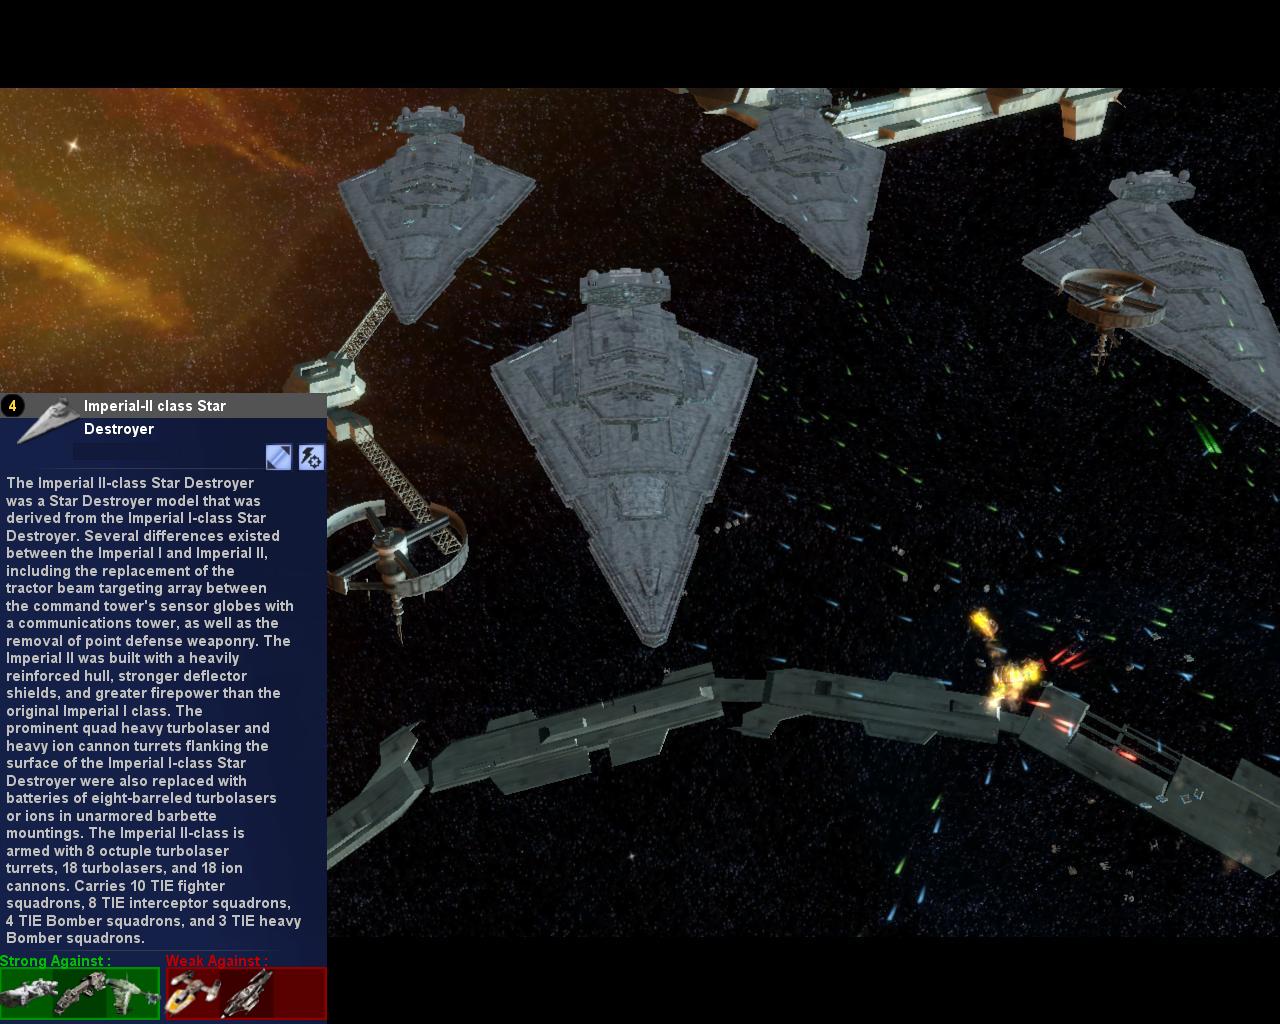 4
Imperial-II class Star
Destroyer
The Imperial II-class Star Destroyer
was a Star Destroyer model that was
derived from the Imperial I-class Star
Destroyer. Several differences existed
between the Imperial I and Imperial II,
including the replacement of the
tractor beam targeting array between
the command tower's sensor globes with
a communications tower, as well as the
removal of point defense weaponry. The
Imperial II was built with a heavily
reinforced hull, stronger deflector
shields, and greater firepower than the
original Imperial I class. The
prominent quad heavy turbolaser and
heavy ion cannon turrets flanking the
surface of the Imperial I-class Star
Destroyer were also replaced with
batteries of eight-barreled turbolasers
or ions in unarmored barbette
mountings. The Imperial II-class is
armed with 8 octuple turbolaser
turrets, 18 turbolasers, and 18 ion
cannons. Carries 10 TIE fighter
squadrons, 8 TIE interceptor squadrons,
4 TIE Bomber squadrons, and 3 TIE heavy
Bomber squadrons.
Strong Against : Weak Against :